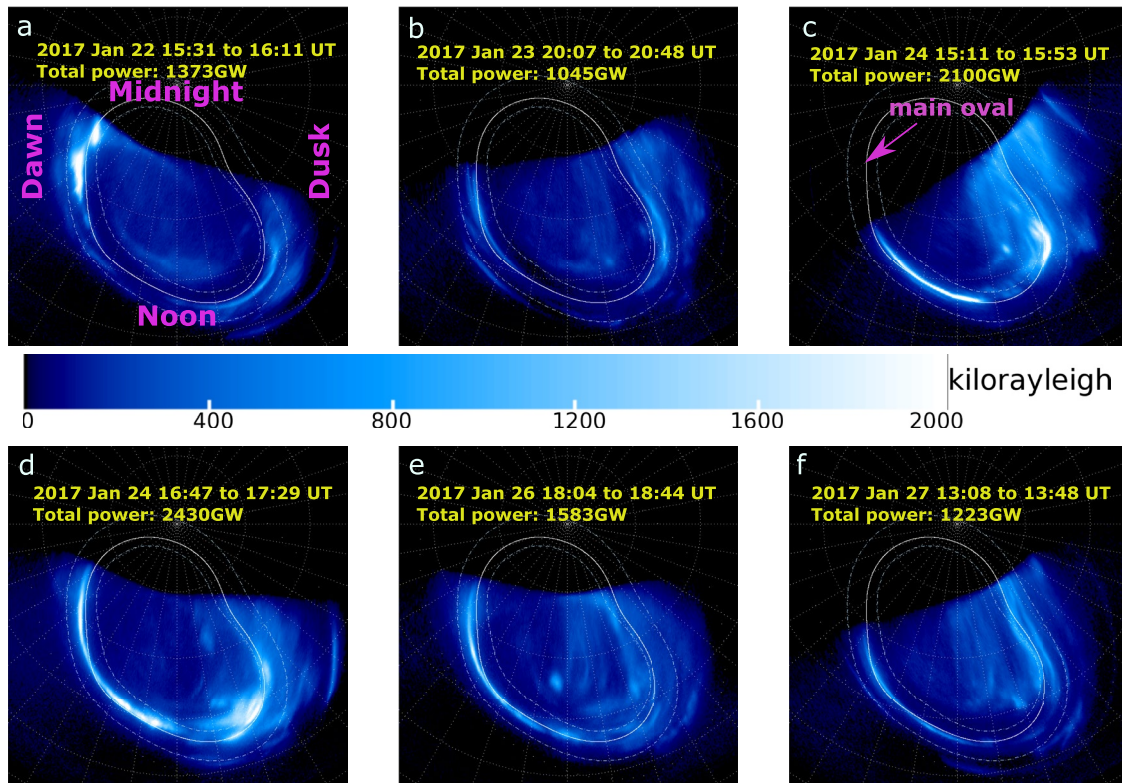 a
2017 Jan 22 15:31 to 16:11 UT
Total power: 1373GW
Midnight
Dawn
Dusk
Noon
b
2017 Jan 23 20:07 to 20:48 UT
Total power: 1045GW
c
2017 Jan 24 15:11 to 15:53 UT
Total power: 2100GW
main oval
kilorayleigh
0 400 800 1200 1600 2000
d
2017 Jan 24 16:47 to 17:29 UT
Total power: 2430GW
e
2017 Jan 26 18:04 to 18:44 UT
Total power: 1583GW
f
2017 Jan 27 13:08 to 13:48 UT
Total power: 1223GW